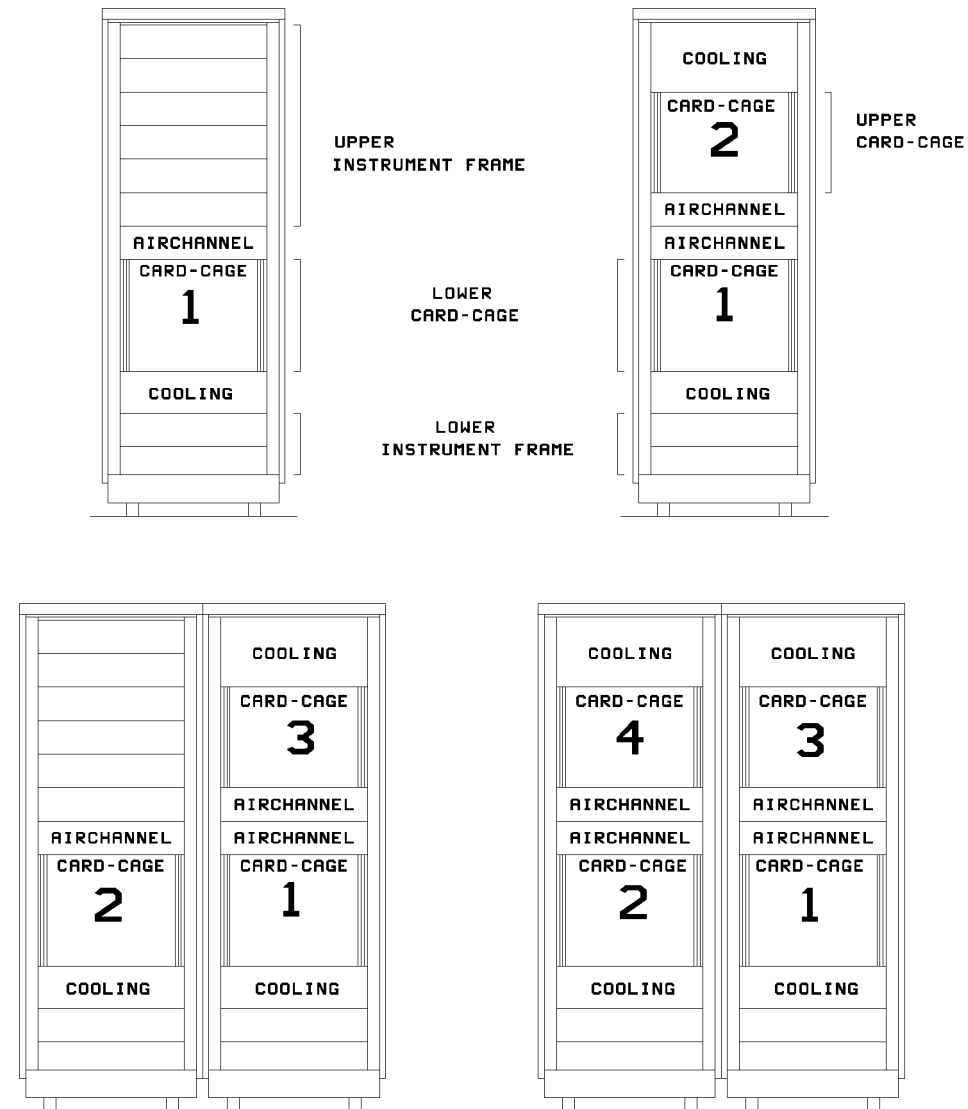 UPPER
INSTRUMENT FRAME
AIRCHANNEL
CARD-CAGE
1
COOLING
LOWER
CARD-CAGE
LOWER
INSTRUMENT FRAME
COOLING
CARD-CAGE
2
UPPER
CARD-CAGE
AIRCHANNEL
AIRCHANNEL
CARD-CAGE
1
COOLING
AIRCHANNEL
CARD-CAGE
2
COOLING
COOLING
CARD-CAGE
3
AIRCHANNEL
AIRCHANNEL
CARD-CAGE
1
COOLING
COOLING
CARD-CAGE
4
AIRCHANNEL
AIRCHANNEL
CARD-CAGE
2
COOLING
COOLING
CARD-CAGE
3
AIRCHANNEL
AIRCHANNEL
CARD-CAGE
1
COOLING